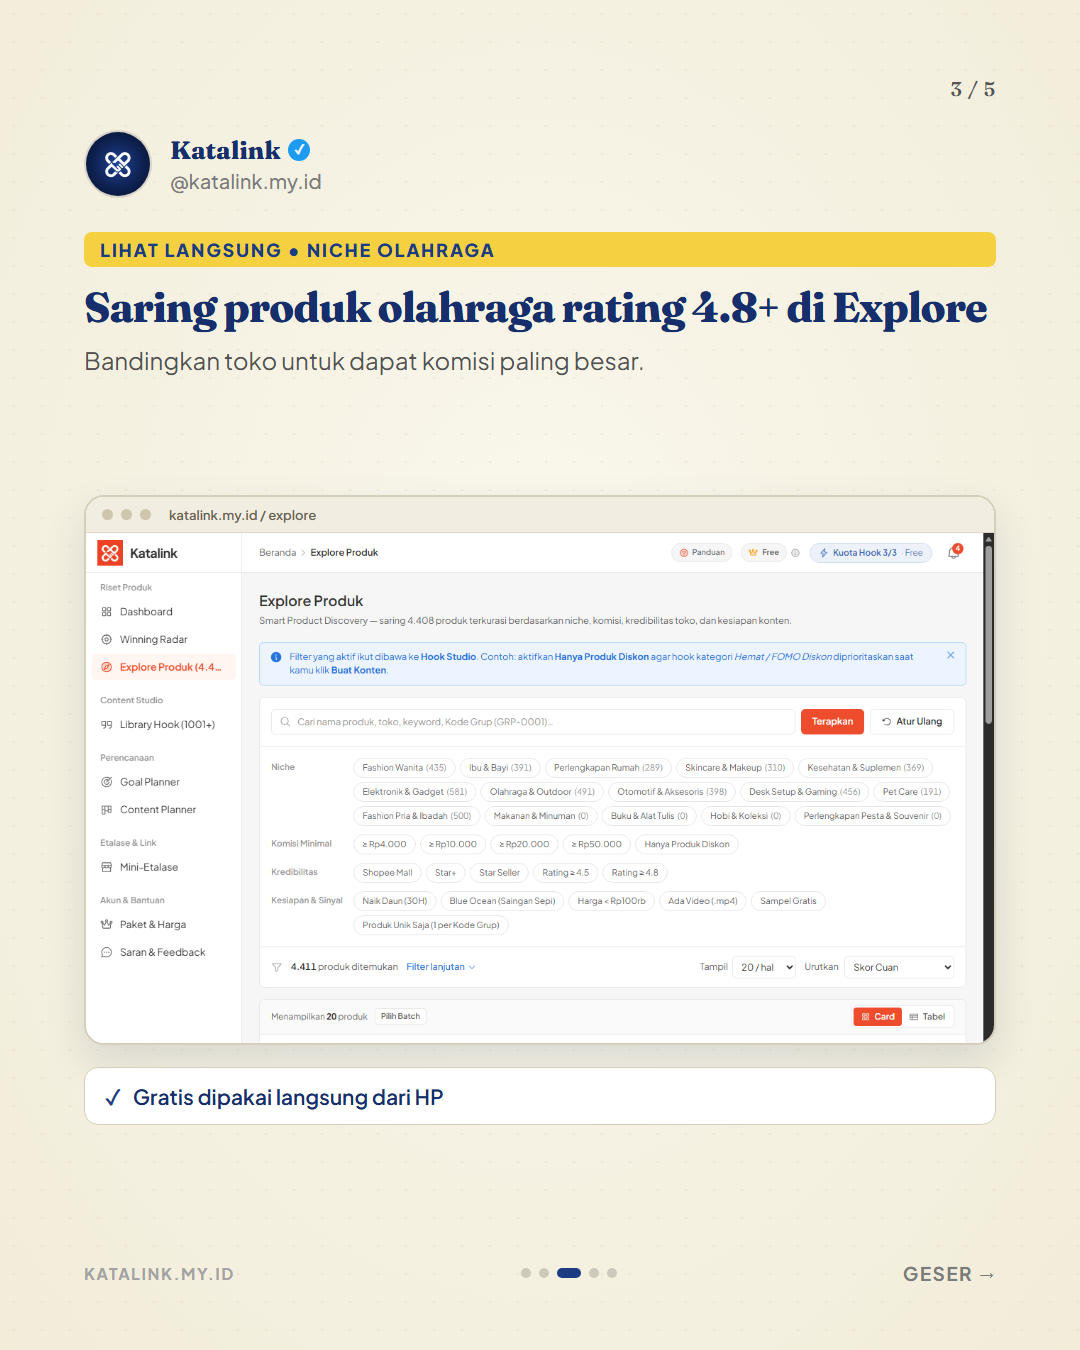 3 / 5
Katalink
@katalink.my.id
LIHAT LANGSUNG ● NICHE OLAHRAGA
Saring produk olahraga rating 4.8+ di Explore
Bandingkan toko untuk dapat komisi paling besar.
katalink.my.id / explore
Katalink
Beranda > Explore Produk
Panduan
Free
Kuota Hook 3/3 · Free
4
Riset Produk
Dashboard
Winning Radar
Explore Produk (4.4...
Content Studio
Library Hook (1001+)
Perencanaan
Goal Planner
Content Planner
Etalase & Link
Mini-Etalase
Akun & Bantuan
Paket & Harga
Saran & Feedback
Explore Produk
Smart Product Discovery — saring 4.408 produk terkurasi berdasarkan niche, komisi, kredibilitas toko, dan kesiapan konten.
Filter yang aktif ikut dibawa ke Hook Studio. Contoh: aktifkan Hanya Produk Diskon agar hook kategori Hemat / FOMO Diskon diprioritaskan saat
kamu klik Buat Konten.
Cari nama produk, toko, keyword, Kode Grup (GRP-0001)...
Terapkan
Atur Ulang
Niche
Fashion Wanita (435) Ibu & Bayi (391) Perlengkapan Rumah (289) Skincare & Makeup (310) Kesehatan & Suplemen (369)
Elektronik & Gadget (581) Olahraga & Outdoor (491) Otomotif & Aksesoris (398) Desk Setup & Gaming (456) Pet Care (191)
Fashion Pria & Ibadah (500) Makanan & Minuman (0) Buku & Alat Tulis (0) Hobi & Koleksi (0) Perlengkapan Pesta & Souvenir (0)
Komisi Minimal ≥ Rp4.000 ≥ Rp10.000 ≥ Rp20.000 ≥ Rp50.000 Hanya Produk Diskon
Kredibilitas Shopee Mall Star+ Star Seller Rating ≥ 4.5 Rating ≥ 4.8
Kesiapan & Sinyal Naik Daun (30H) Blue Ocean (Saingan Sepi) Harga < Rp100rb Ada Video (.mp4) Sampel Gratis
Produk Unik Saja (1 per Kode Grup)
4.411 produk ditemukan Filter lanjutan Tampil 20 / hal Urutkan Skor Cuan
Menampilkan 20 produk Pilih Batch Card Tabel
✓ Gratis dipakai langsung dari HP
KATALINK.MY.ID
GESER →